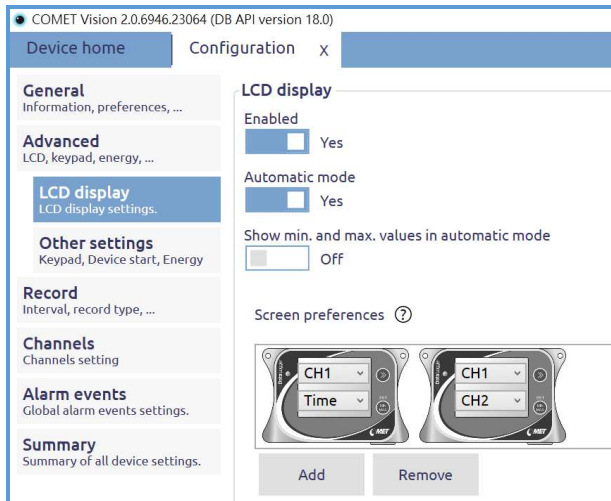 COMET Vision 2.0.6946.23064 (DB API version 18.0)
Device home
Configuration x
General
Information, preferences, ...
Advanced
LCD, keypad, energy, ...
LCD display
LCD display settings.
Other settings
Keypad, Device start, Energy
Record
Interval, record type, ...
Channels
Channels setting
Alarm events
Global alarm events settings.
Summary
Summary of all device settings.
LCD display
Enabled
Yes
Automatic mode
Yes
Show min. and max. values in automatic mode
Off
Screen preferences ?
CH1
Time
CH1
CH2
Add
Remove